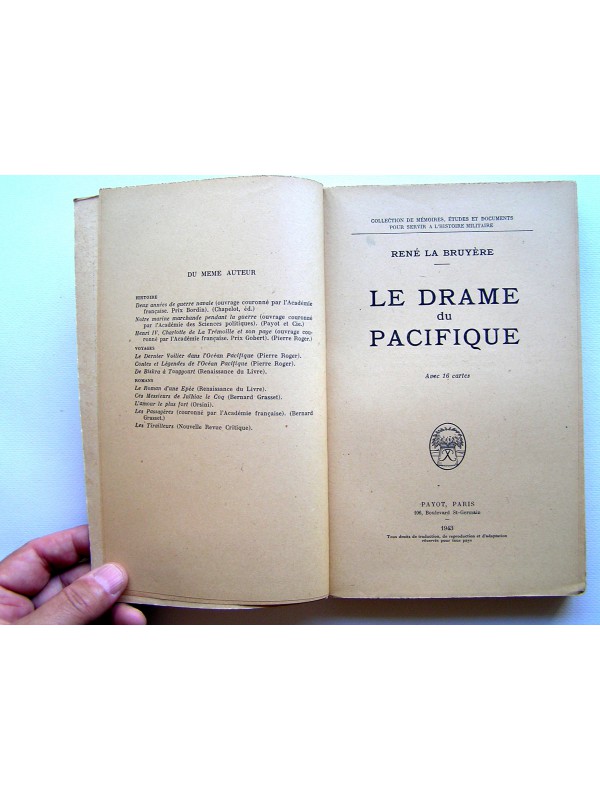 DU MEME AUTEUR
HISTOIRE
Deux années de guerre navale (ouvrage couronné par l'Académie
française. Prix Bordin). (Chapelot, éd.)
Notre marine marchande pendant la guerre (ouvrage couronné
par l'Académie des Sciences politiques). (Payot et Cie.)
Henri IV, Charlotte de La Trémoille et son page (ouvrage cou-
ronné par l'Académie française. Prix Gobert). (Pierre Roger.)
VOYAGES
Le Dernier Voilier dans l'Océan Pacifique (Pierre Roger).
Contes et Légendes de l'Océan Pacifique (Pierre Roger).
De Biskra à Touggourt (Renaissance du Livre).
ROMANS
Le Roman d'une Epée (Renaissance du Livre).
Ces Messieurs de Julhiac le Coq (Bernard Grasset).
L'amour le plus fort (Orsini).
Les Passagères (couronné par l'Académie française). (Bernard
Grasset.)
Les Tirailleurs (Nouvelle Revue Critique).
COLLECTION DE MÉMOIRES, ÉTUDES ET DOCUMENTS
POUR SERVIR A L'HISTOIRE MILITAIRE
RENÉ LA BRUYÈRE
LE DRAME
du
PACIFIQUE
Avec 16 cartes
PAYOT, PARIS
106, Boulevard St-Germain
1943
Tous droits de traduction, de reproduction et d'adaptation
réservés pour tous pays